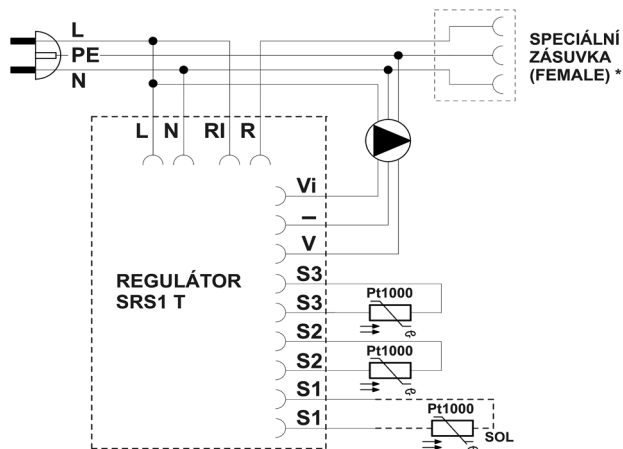 L
PE
N
SPECIÁLNÍ
ZÁSUVKA
(FEMALE) *
L N RI R
Vi
–
V
REGULÁTOR
SRS1 T
S3
S3
Pt1000
S2
S2
Pt1000
S1
S1
Pt1000
SOL